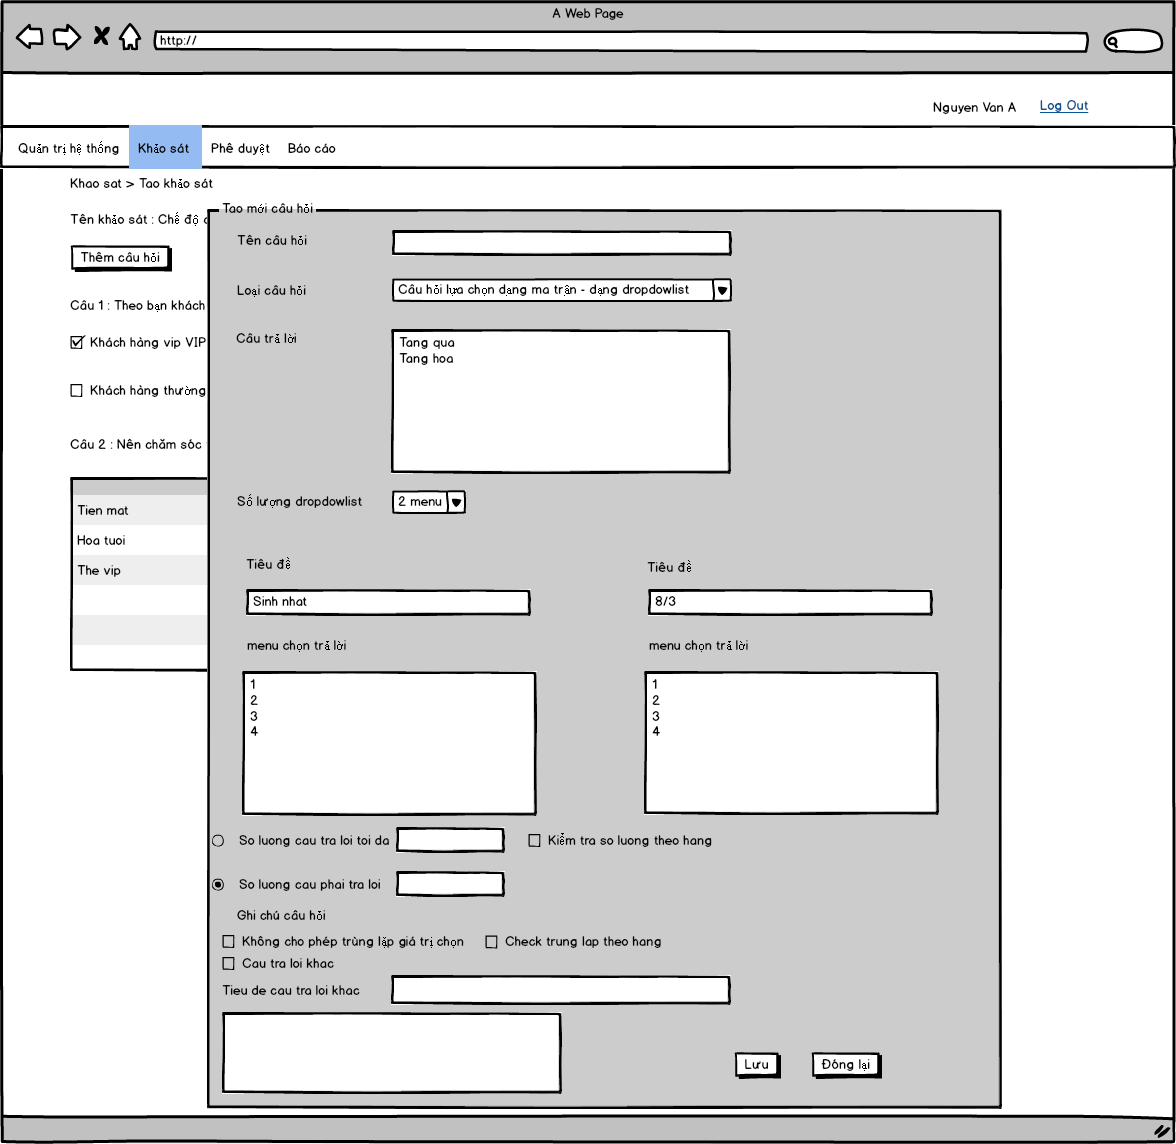 A Web Page
http://
Nguyen Van A Log Out
Quản trị hệ thống Khảo sát Phê duyệt Báo cáo
Khao sat > Tao khảo sát
Tên khảo sát : Chế độ c
Thêm câu hỏi
Câu 1 : Theo bạn khách
Khách hàng vip VIP
Khách hàng thường
Câu 2 : Nên chăm sóc
Tien mat
Hoa tuoi
The vip
Tao mới câu hỏi
Tên câu hỏi
Loại câu hỏi Câu hỏi lựa chọn dạng ma trận - dạng dropdowlist
Câu trả lời
Tang qua
Tang hoa
Số lượng dropdowlist 2 menu
Tiêu đề Tiêu đề
Sinh nhat 8/3
menu chọn trả lời menu chọn trả lời
1 1
2 2
3 3
4 4
So luong cau tra loi toi da Kiểm tra so luong theo hang
So luong cau phai tra loi
Ghi chú câu hỏi
Không cho phép trùng lặp giá trị chọn Check trung lap theo hang
Cau tra loi khac
Tieu de cau tra loi khac
Lưu Đóng lại